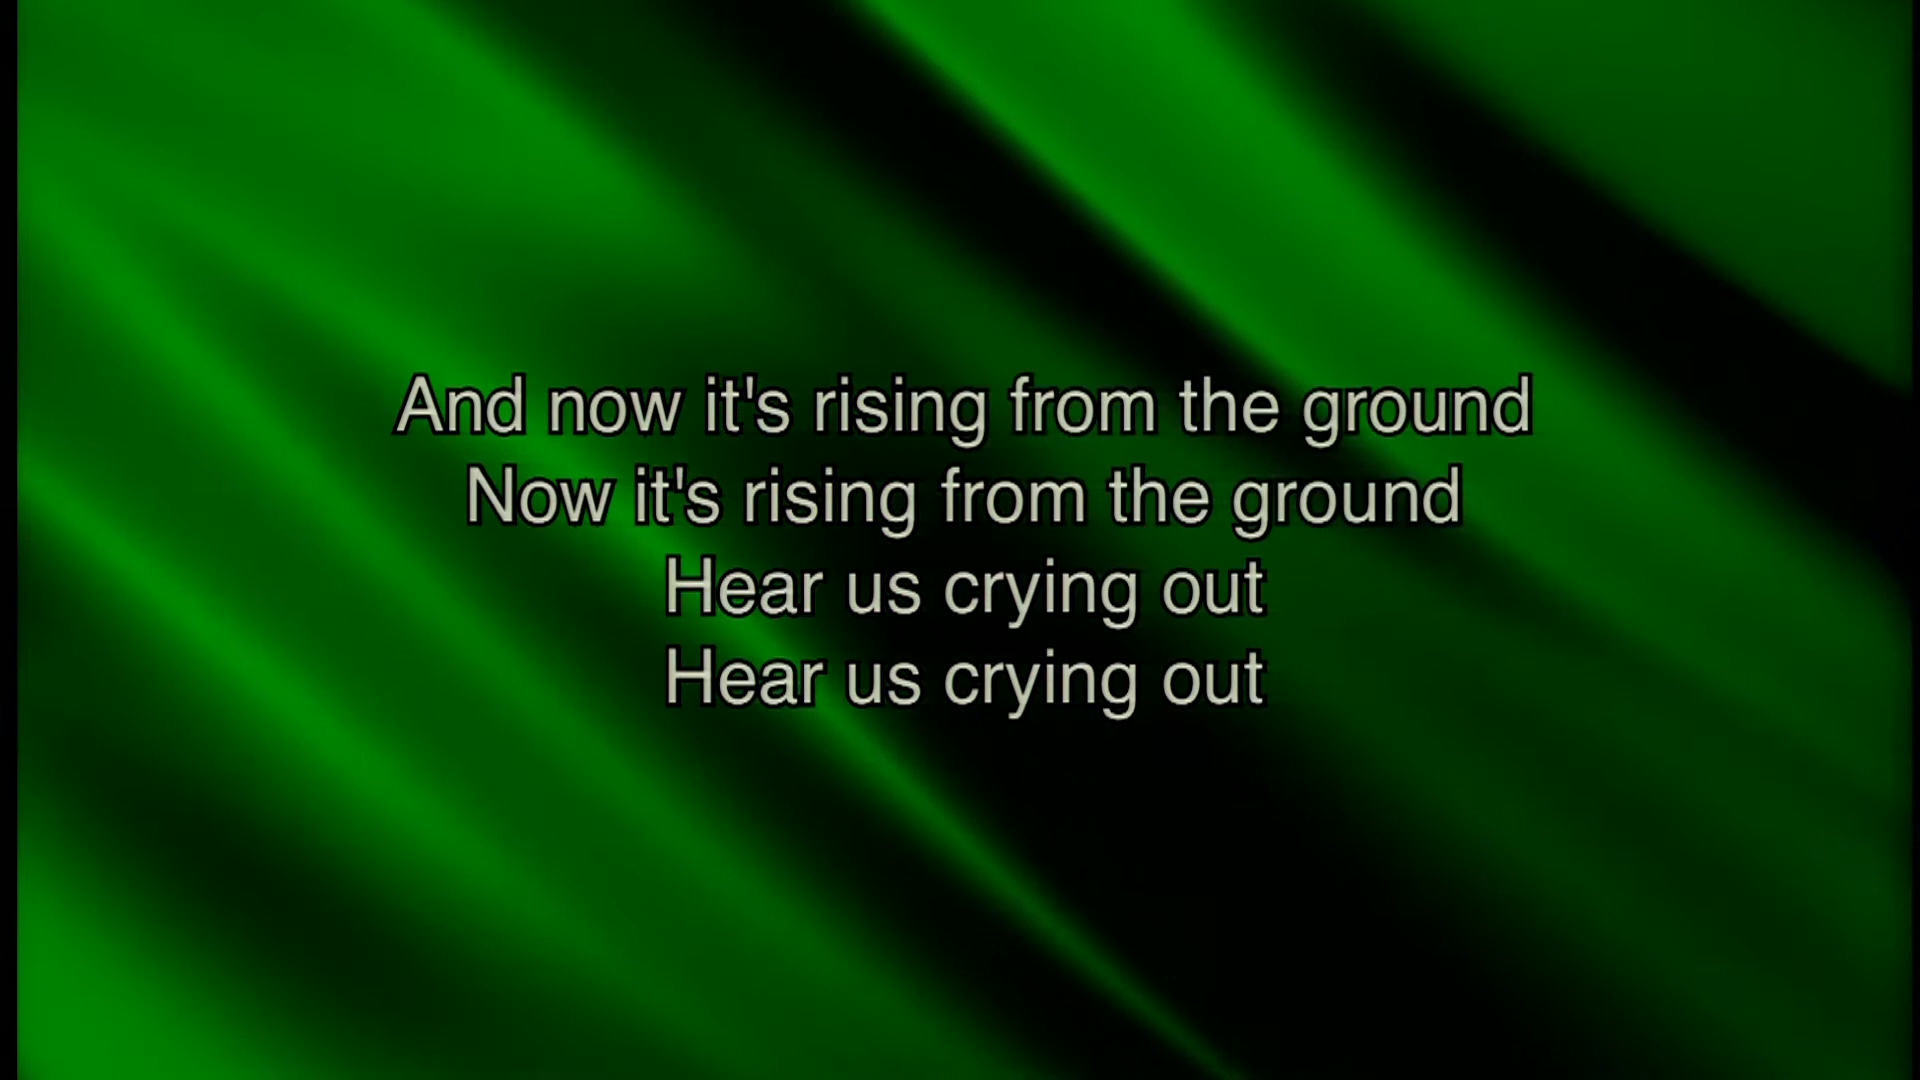 And now it's rising from the ground
Now it's rising from the ground
Hear us crying out
Hear us crying out